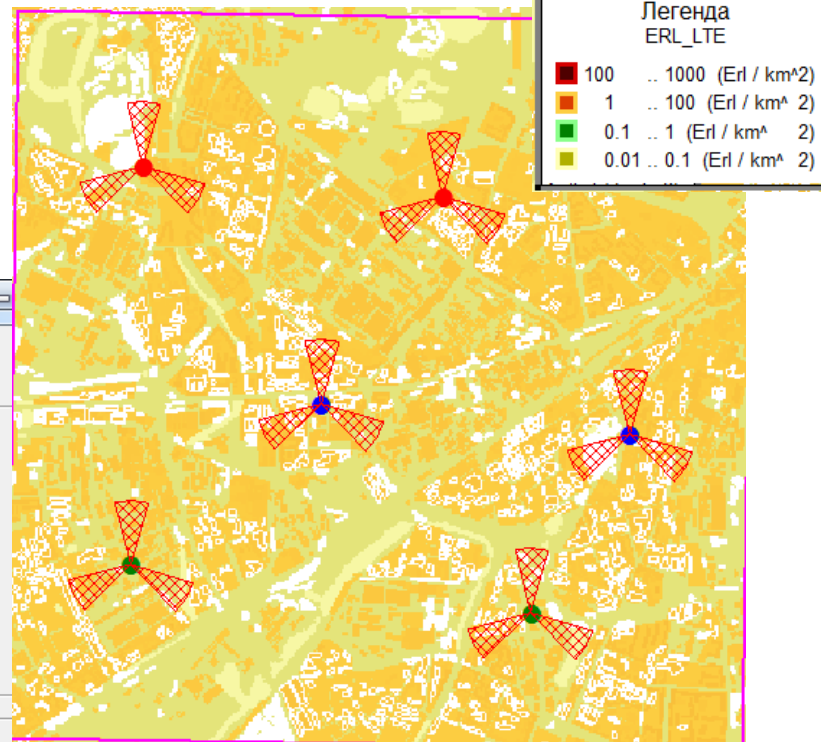 Легенда
ERL_LTE
100 .. 1000 (Erl / km^2)
1 .. 100 (Erl / km^ 2)
0.1 .. 1 (Erl / km^ 2)
0.01 .. 0.1 (Erl / km^ 2)